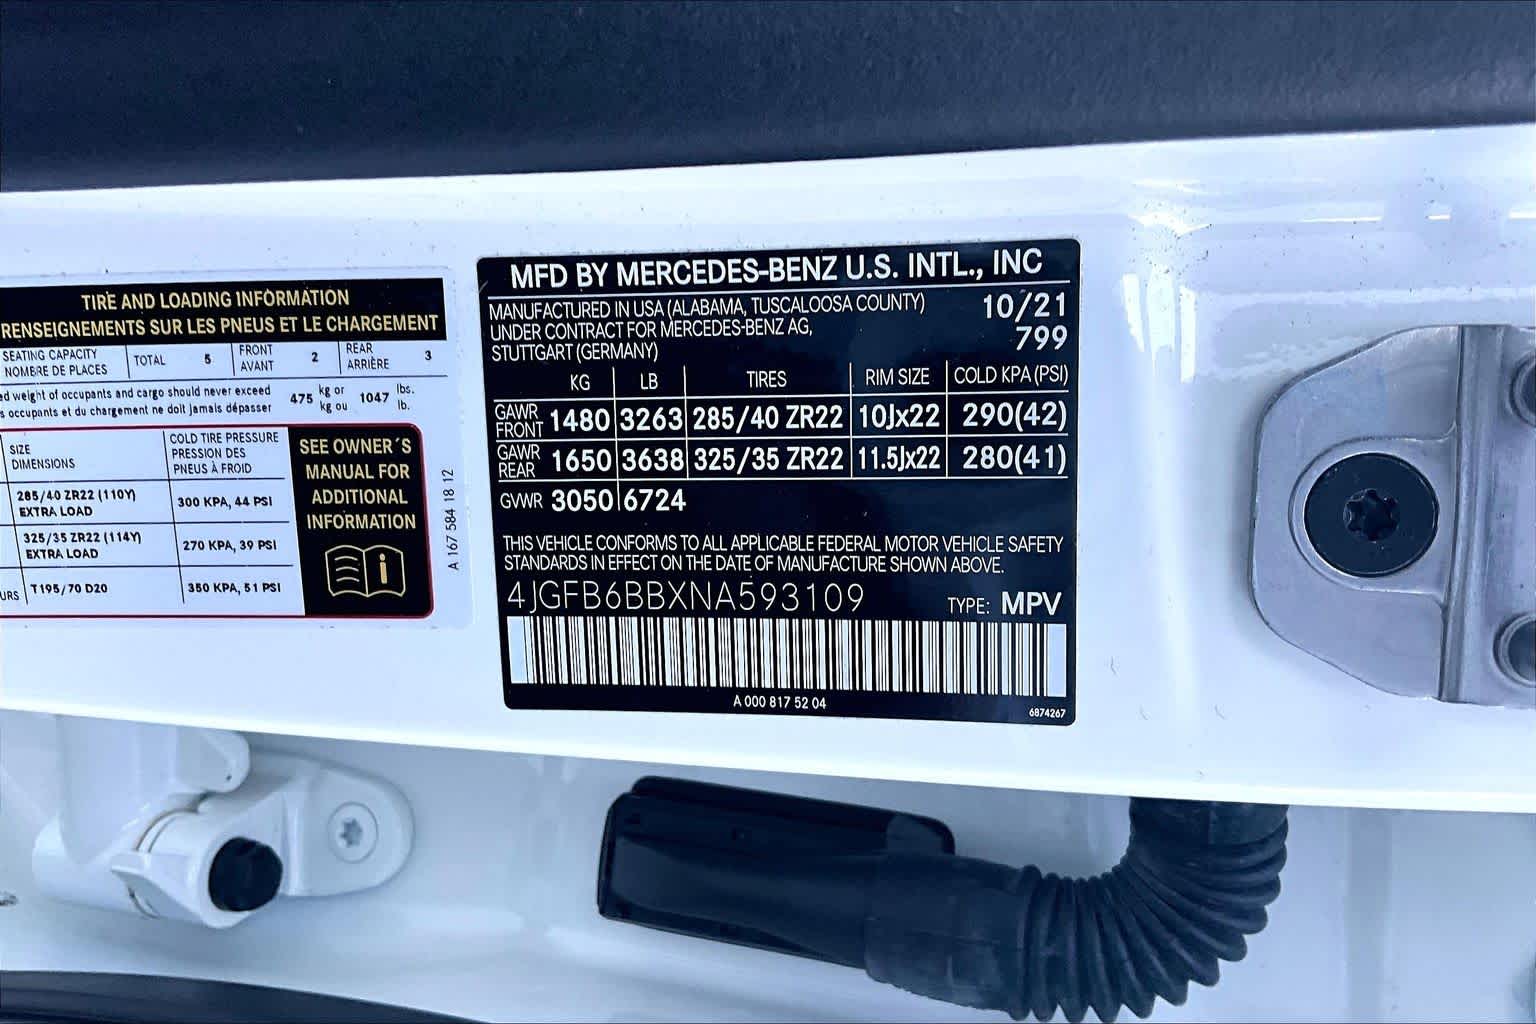 TIRE AND LOADING INFORMATION
RENSEIGNEMENTS SUR LES PNEUS ET LE CHARGEMENT
SEATING CAPACITY
NOMBRE DE PLACES
TOTAL 5
FRONT
AVANT
2
REAR
ARRIÈRE
3
weight of occupants and cargo should never exceed
occupants et du chargement ne doit jamais dépasser
475 kg or
kg ou
1047 lbs.
lb.
SIZE
DIMENSIONS
COLD TIRE PRESSURE
PRESSION DES
PNEUS À FROID
285/40 ZR22 (110Y)
EXTRA LOAD
300 KPA, 44 PSI
325/35 ZR22 (114Y)
EXTRA LOAD
270 KPA, 39 PSI
T195/70 D20
350 KPA, 51 PSI
SEE OWNER´S
MANUAL FOR
ADDITIONAL
INFORMATION
A 167 584 18 12
MFD BY MERCEDES-BENZ U.S. INTL., INC
MANUFACTURED IN USA (ALABAMA, TUSCALOOSA COUNTY)
UNDER CONTRACT FOR MERCEDES-BENZ AG,
STUTTGART (GERMANY)
10/21
799
KG LB TIRES RIM SIZE COLD KPA (PSI)
GAWR
FRONT
1480 3263 285/40 ZR22 10Jx22 290(42)
GAWR
REAR
1650 3638 325/35 ZR22 11.5Jx22 280(41)
GVWR 3050 6724
THIS VEHICLE CONFORMS TO ALL APPLICABLE FEDERAL MOTOR VEHICLE SAFETY
STANDARDS IN EFFECT ON THE DATE OF MANUFACTURE SHOWN ABOVE.
4JGFB6BBXNA593109
TYPE: MPV
A 000 817 52 04
6874267